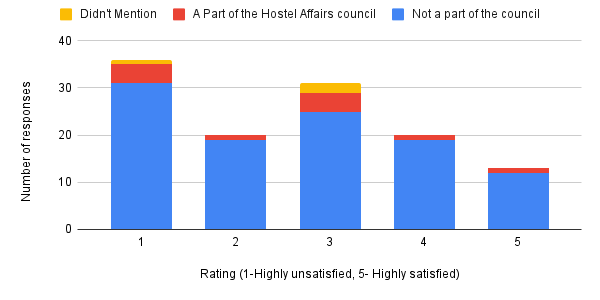 Didn't Mention A Part of the Hostel Affairs council Not a part of the council
40
30
20
10
0
Number of responses
1 2 3 4 5
Rating (1-Highly unsatisfied, 5- Highly satisfied)